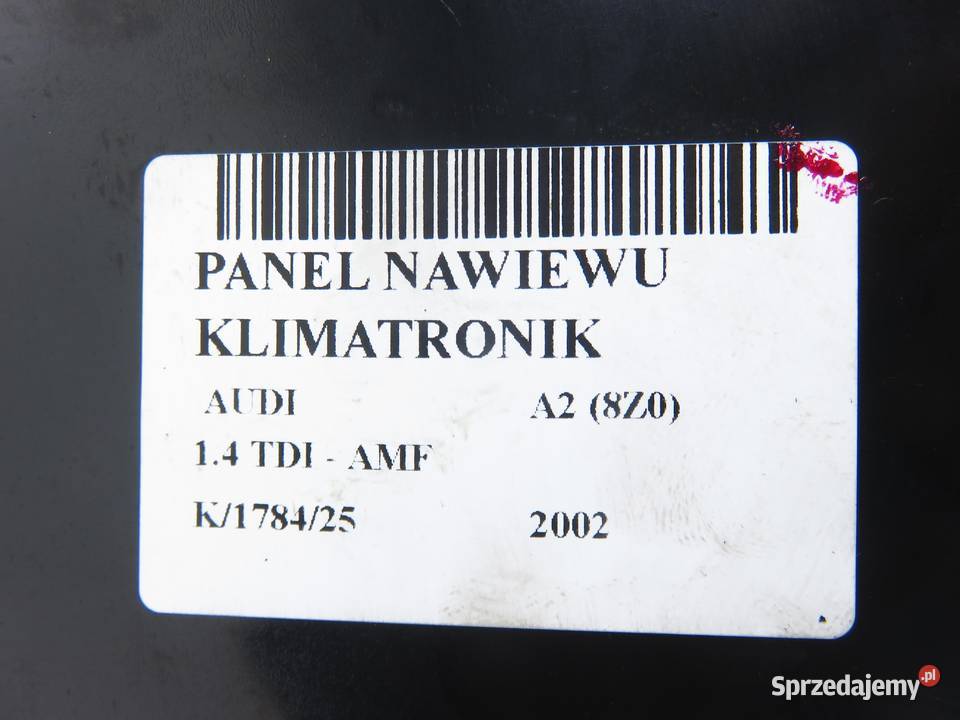 PANEL NAWIEWU
KLIMATRONIK
AUDI A2 (8Z0)
1.4 TDI - AMF
K/1784/25 2002
Sprzedajemy.pl